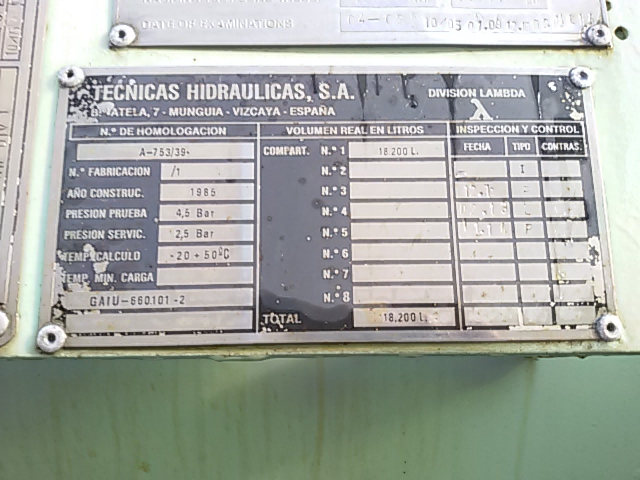 DATE OF EXAMINATIONS
TECNICAS HIDRAULICAS, S.A.
DIVISION LAMBDA
7 - MUNGUIA - VIZCAYA - ESPAÑA
λ
N.º DE HOMOLOGACION VOLUMEN REAL EN LITROS INSPECCION Y CONTROL
A-753/39- COMPART. N.º 1 18.200 L. FECHA TIPO CONTRAS.
N.º FABRICACION /1 N.º 2 I
AÑO CONSTRUC. 1985 N.º 3
PRESION PRUEBA 4,5 Bar N.º 4
PRESION SERVIC. 2,5 Bar N.º 5
TEMP. CALCULO -20 + 50ºC N.º 6
TEMP. MIN. CARGA N.º 7
GAIU-660.101-2 N.º 8
TOTAL 18.200 L.